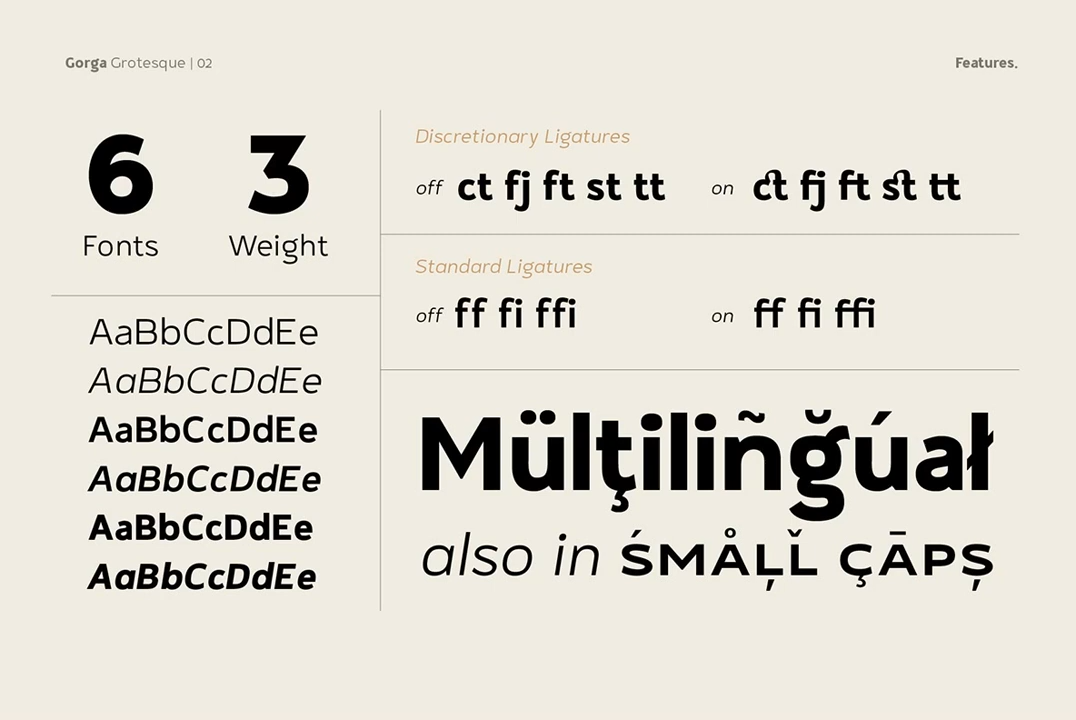 Gorga Grotesque | 02
Features.
6 3
Fonts Weight
AaBbCcDdEe
AaBbCcDdEe
AaBbCcDdEe
AaBbCcDdEe
AaBbCcDdEe
AaBbCcDdEe
Discretionary Ligatures
off ct fj ft st tt on ct fj ft st tt
Standard Ligatures
off ff fi ffi on ff fi ffi
Mülţiliñğúał
also in ŚMÅĻĽ ÇĀPȘ